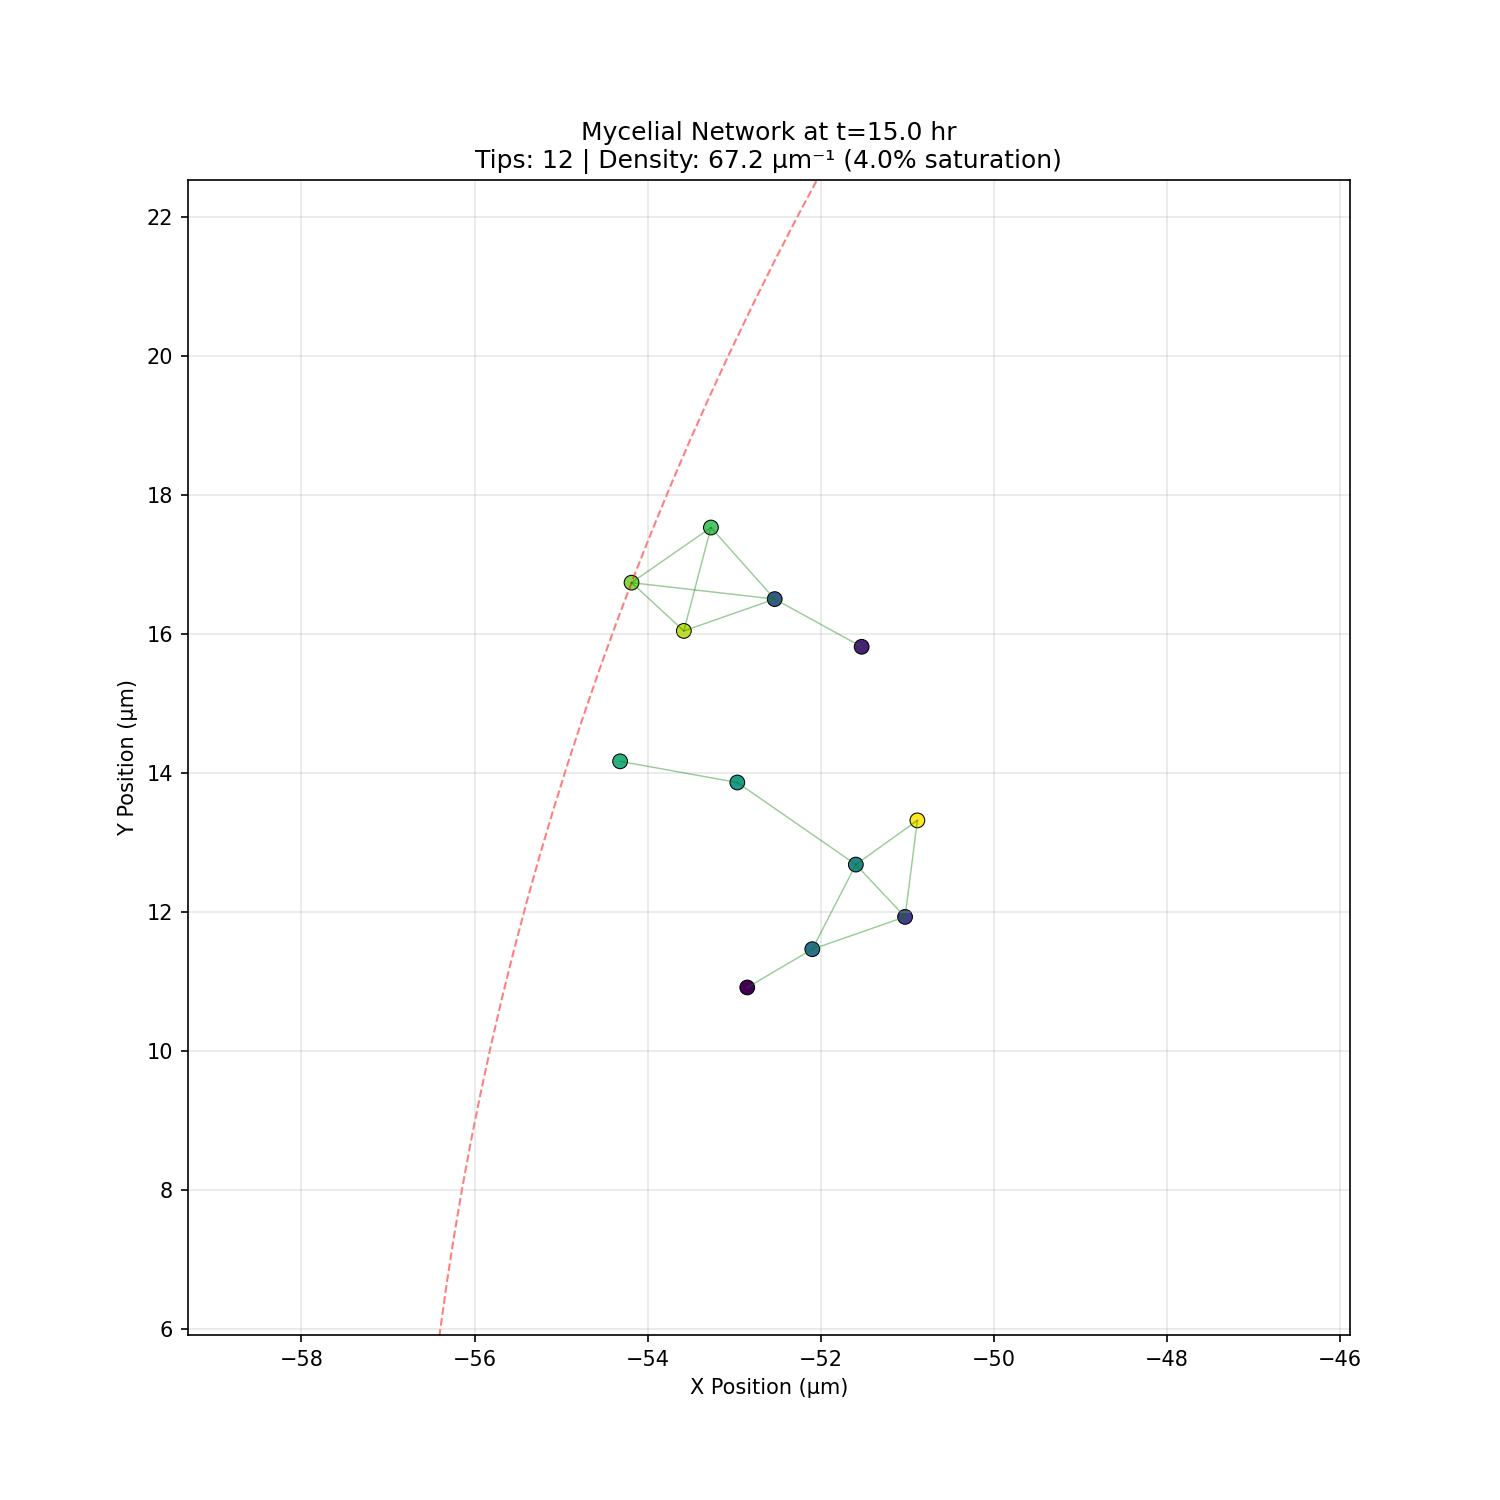 Mycelial Network at t=15.0 hr
Tips: 12 | Density: 67.2 μm⁻¹ (4.0% saturation)
22
20
18
16
14
12
10
8
6
Y Position (μm)
−58 −56 −54 −52 −50 −48 −46
X Position (μm)